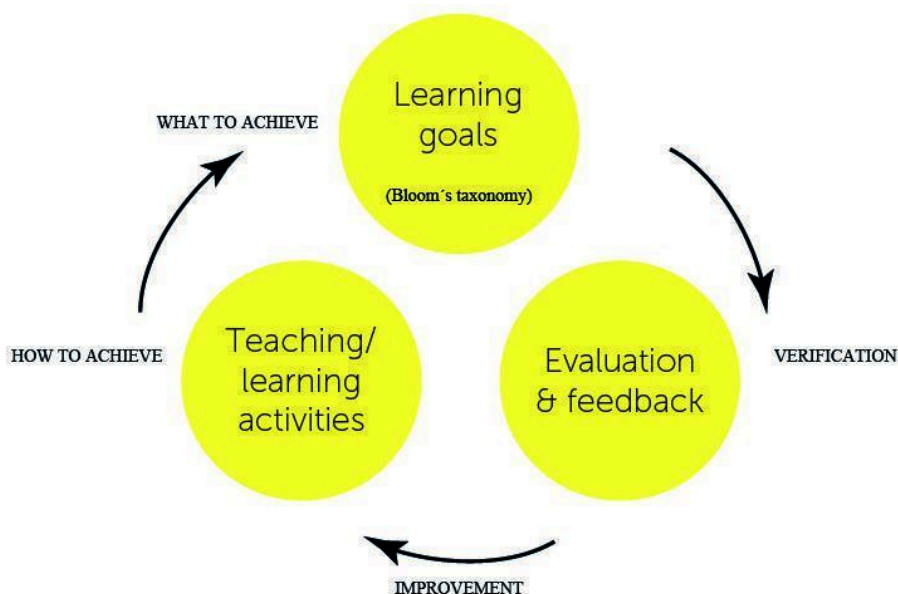 Learning
goals
(Bloom´s taxonomy)
WHAT TO ACHIEVE
HOW TO ACHIEVE
Teaching/
learning
activities
Evaluation
& feedback
VERIFICATION
IMPROVEMENT